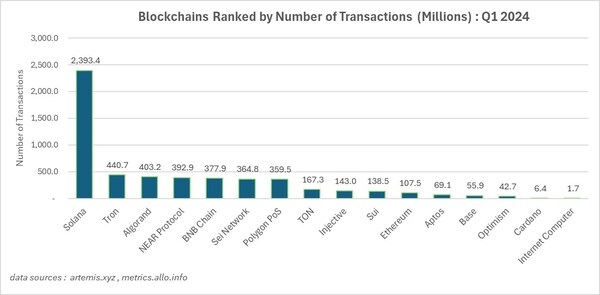 Blockchains Ranked by Number of Transactions (Millions) : Q1 2024
Number of Transactions
3,000.0
2,500.0
2,000.0
1,500.0
1,000.0
500.0
-
2,393.4
440.7
403.2
392.9
377.9
364.8
359.5
167.3
143.0
138.5
107.5
69.1
55.9
42.7
6.4
1.7
Solana
Tron
Algorand
NEAR Protocol
BNB Chain
Sei Network
Polygon PoS
TON
Injective
Sui
Ethereum
Aptos
Base
Optimism
Cardano
Internet Computer
data sources : artemis.xyz , metrics.allo.info